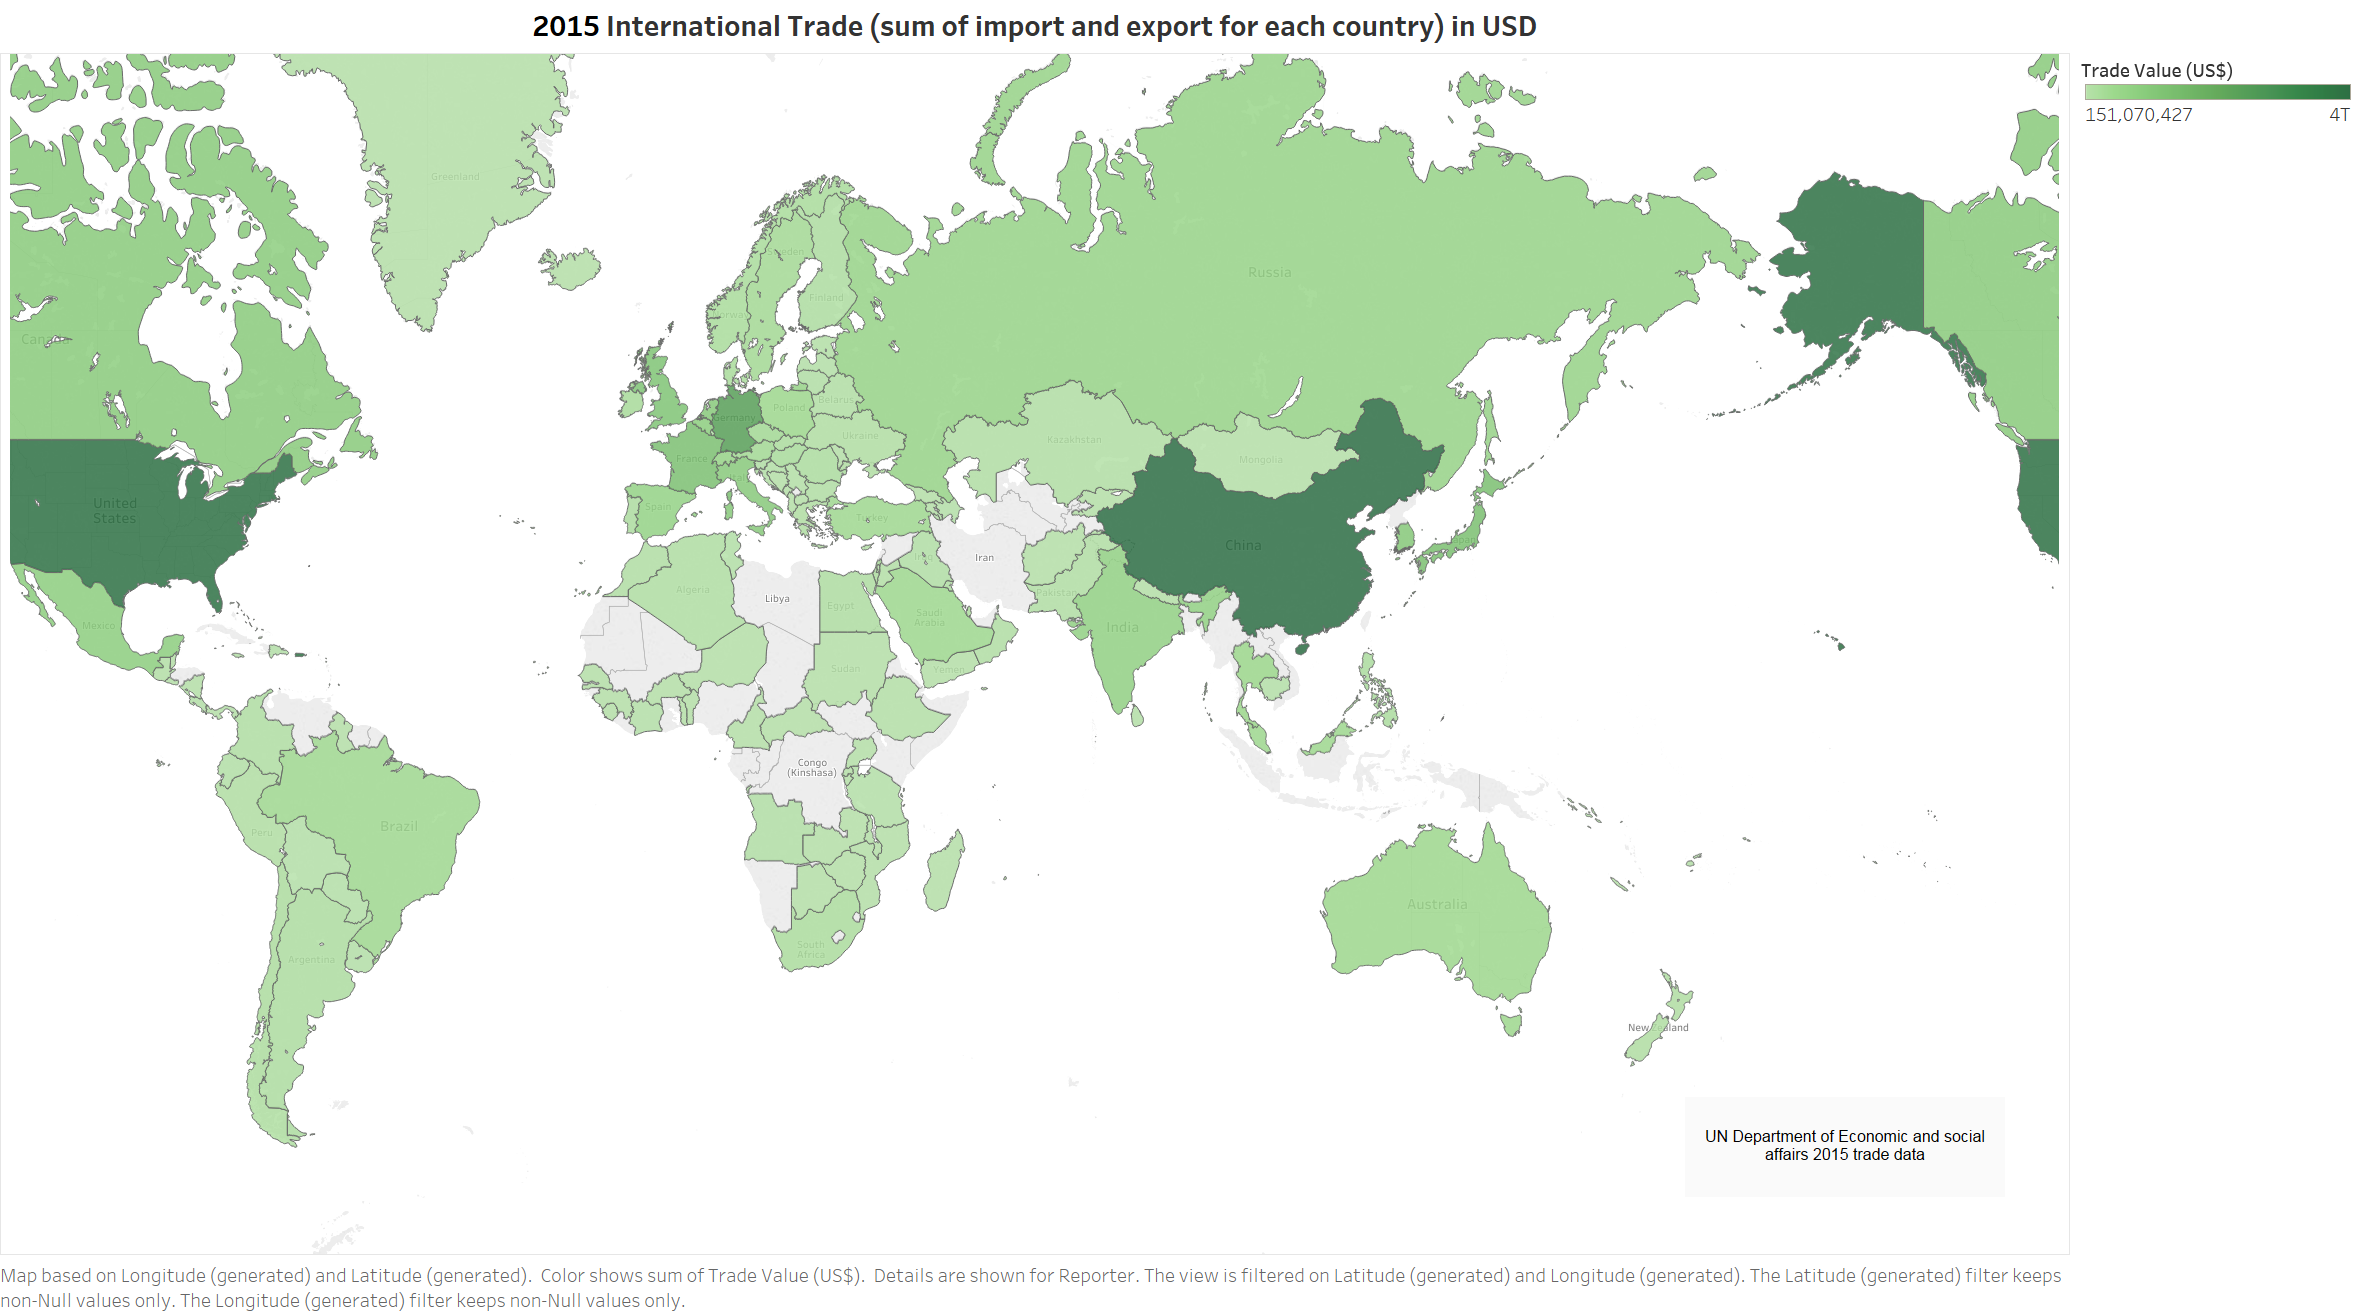 2015 International Trade (sum of import and export for each country) in USD
Trade Value (US$)
151,070,427
4T
Greenland
Russia
Sweden
Norway
Finland
Canada
Belarus
Poland
Germany
Ukraine
France
Kazakhstan
Mongolia
United
States
Spain
Turkey
China
Japan
Iran
Iraq
Algeria
Libya
Egypt
Pakistan
Saudi
Arabia
India
Mexico
Sudan
Yemen
Congo
(Kinshasa)
Brazil
Peru
Australia
South
Africa
Argentina
New Zealand
UN Department of Economic and social
affairs 2015 trade data
Map based on Longitude (generated) and Latitude (generated).  Color shows sum of Trade Value (US$).  Details are shown for Reporter. The view is filtered on Latitude (generated) and Longitude (generated). The Latitude (generated) filter keeps
non-Null values only. The Longitude (generated) filter keeps non-Null values only.